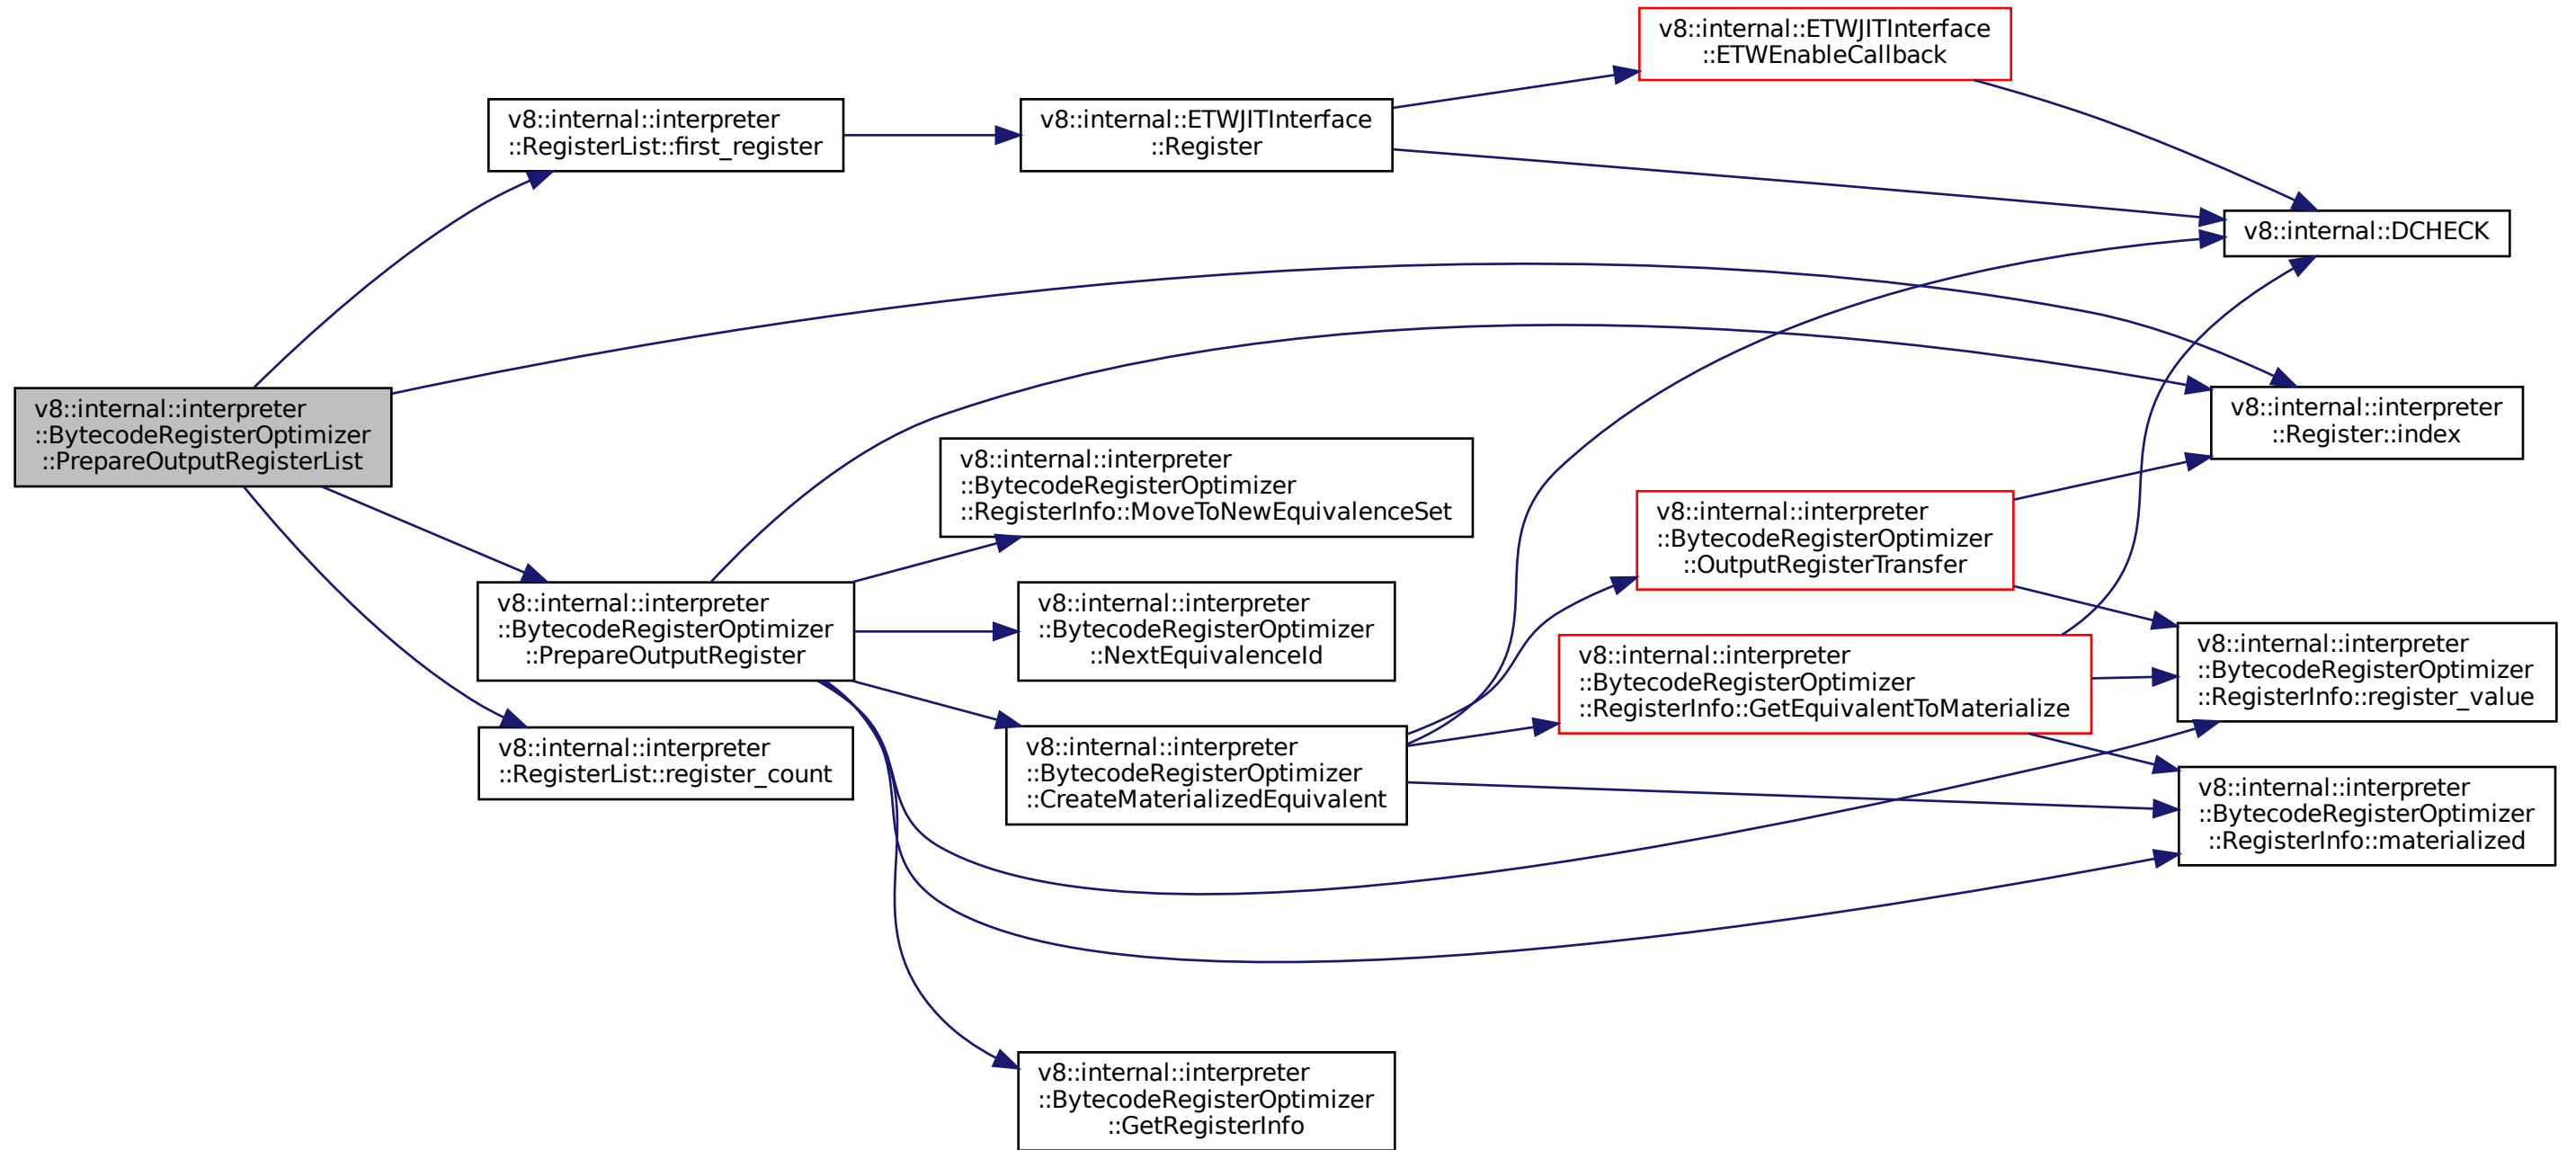 v8::internal::ETWJITInterface
::ETWEnableCallback
v8::internal::interpreter
::RegisterList::first_register
v8::internal::ETWJITInterface
::Register
v8::internal::DCHECK
v8::internal::interpreter
::BytecodeRegisterOptimizer
::PrepareOutputRegisterList
v8::internal::interpreter
::Register::index
v8::internal::interpreter
::BytecodeRegisterOptimizer
::RegisterInfo::MoveToNewEquivalenceSet
v8::internal::interpreter
::BytecodeRegisterOptimizer
::OutputRegisterTransfer
v8::internal::interpreter
::BytecodeRegisterOptimizer
::PrepareOutputRegister
v8::internal::interpreter
::BytecodeRegisterOptimizer
::NextEquivalenceId
v8::internal::interpreter
::BytecodeRegisterOptimizer
::RegisterInfo::GetEquivalentToMaterialize
v8::internal::interpreter
::BytecodeRegisterOptimizer
::RegisterInfo::register_value
v8::internal::interpreter
::RegisterList::register_count
v8::internal::interpreter
::BytecodeRegisterOptimizer
::CreateMaterializedEquivalent
v8::internal::interpreter
::BytecodeRegisterOptimizer
::RegisterInfo::materialized
v8::internal::interpreter
::BytecodeRegisterOptimizer
::GetRegisterInfo